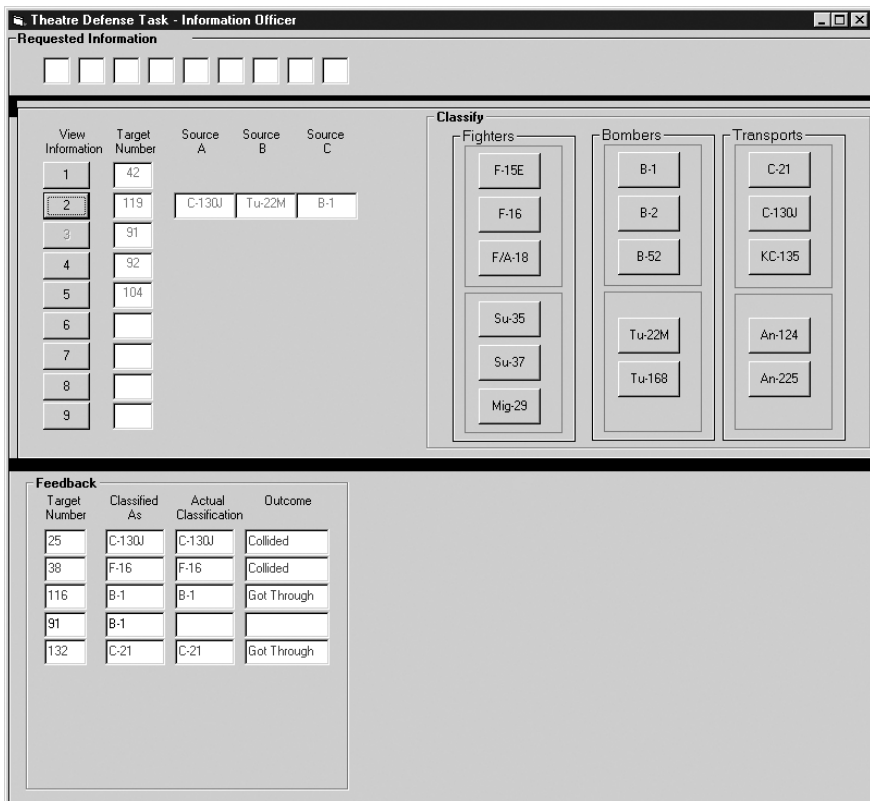 Theatre Defense Task - Information Officer
Requested Information
View Information Target Number Source A Source B Source C
1 42
2 119 C-130J Tu-22M B-1
3 91
4 92
5 104
6
7
8
9
Classify
Fighters Bombers Transports
F-15E B-1 C-21
F-16 B-2 C-130J
F/A-18 B-52 KC-135
Su-35
Tu-22M An-124
Su-37
Tu-168 An-225
Mig-29
Feedback
Target Number Classified As Actual Classification Outcome
25 C-130J C-130J Collided
38 F-16 F-16 Collided
116 B-1 B-1 Got Through
91 B-1
132 C-21 C-21 Got Through